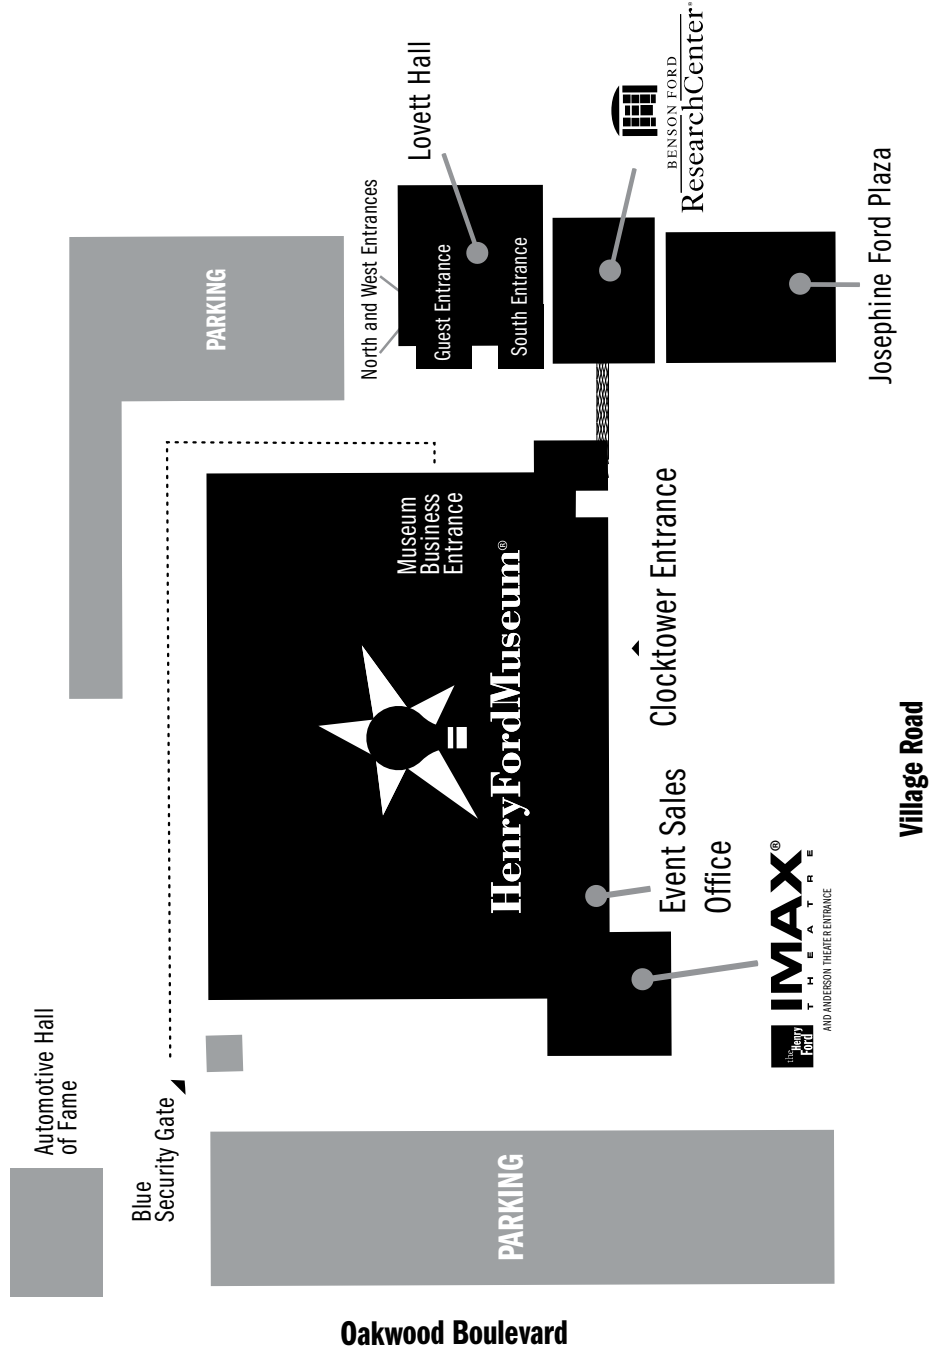 Automotive Hall
of Fame
Blue
Security Gate
PARKING
North and West Entrances
Guest Entrance
South Entrance
Lovett Hall
BENSON FORD
ResearchCenter®
Josephine Ford Plaza
Museum
Business
Entrance
HenryFordMuseum®
Clocktower Entrance
Event Sales
Office
the
Henry
Ford
IMAX®
THEATRE
AND ANDERSON THEATER ENTRANCE
PARKING
Village Road
Oakwood Boulevard